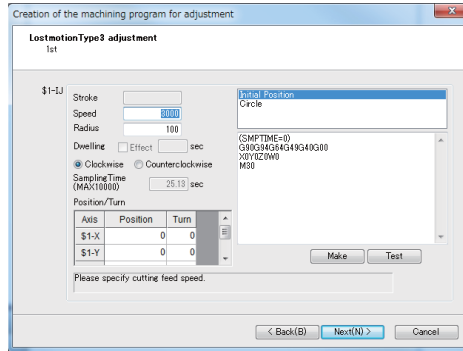 Creation of the machining program for adjustment
LostmotionType3 adjustment
1st
$1-IJ
Stroke
Speed 3000
Radius 100
Dwelling Effect sec
Clockwise Counterclockwise
SamplingTime
(MAX10000) 25.13 sec
Position/Turn
Axis Position Turn
$1-X 0 0
$1-Y 0 0
Initial Position
Circle
(SMPTIME=0)
G90G94G64G49G40G00
X0Y0Z0W0
M30
Make Test
Please specify cutting feed speed.
< Back(B) Next(N) > Cancel